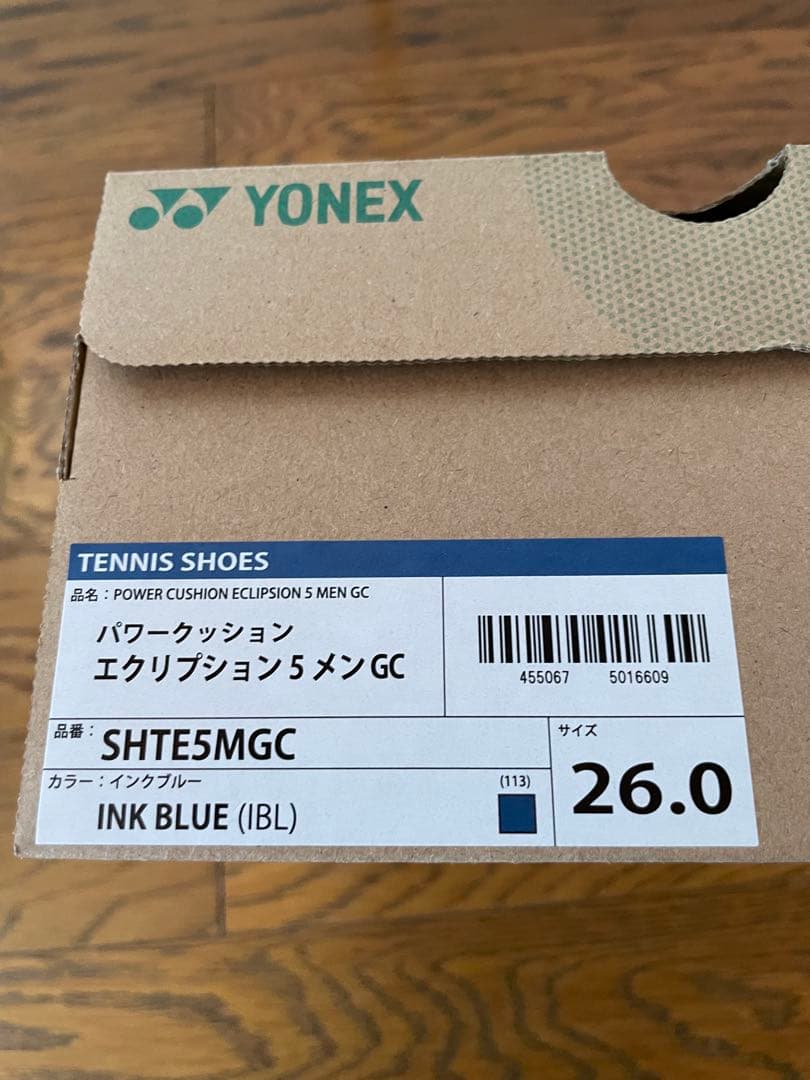 YONEX
TENNIS SHOES
品名：POWER CUSHION ECLIPSION 5 MEN GC
パワークッション
エクリプション 5 メン GC
455067 5016609
品番： SHTE5MGC
サイズ
26.0
カラー：インクブルー (113)
INK BLUE (IBL)